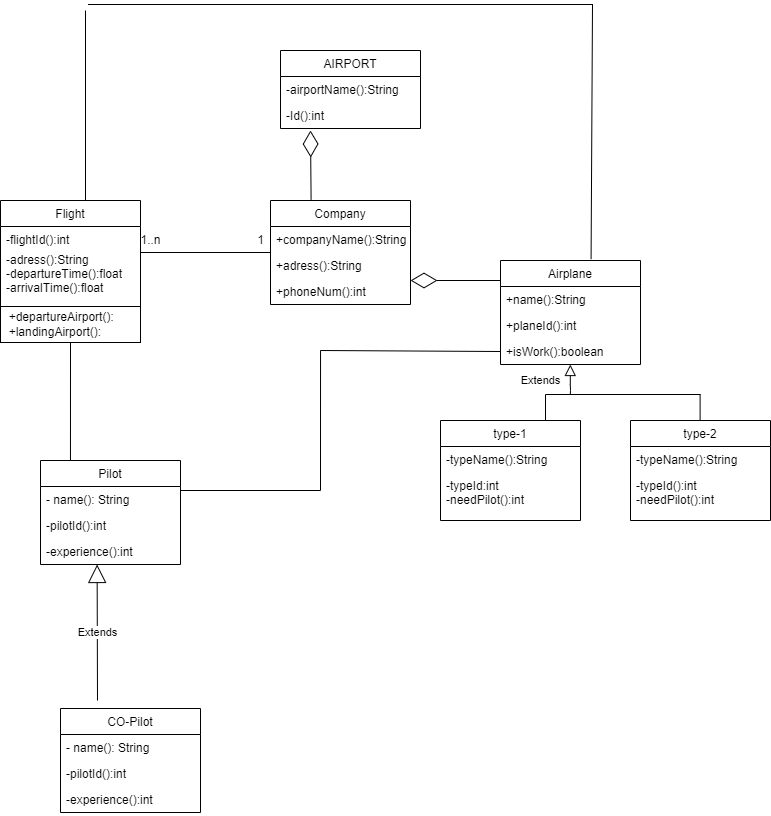 AIRPORT
-airportName():String
-Id():int
Flight
-flightId():int
-adress():String
-departureTime():float
-arrivalTime():float
+departureAirport():
+landingAirport():
1..n
1
Company
+companyName():String
+adress():String
+phoneNum():int
Airplane
+name():String
+planeId():int
+isWork():boolean
Extends
type-1
-typeName():String
-typeId:int
-needPilot():int
type-2
-typeName():String
-typeId():int
-needPilot():int
Pilot
- name(): String
-pilotId():int
-experience():int
Extends
CO-Pilot
- name(): String
-pilotId():int
-experience():int